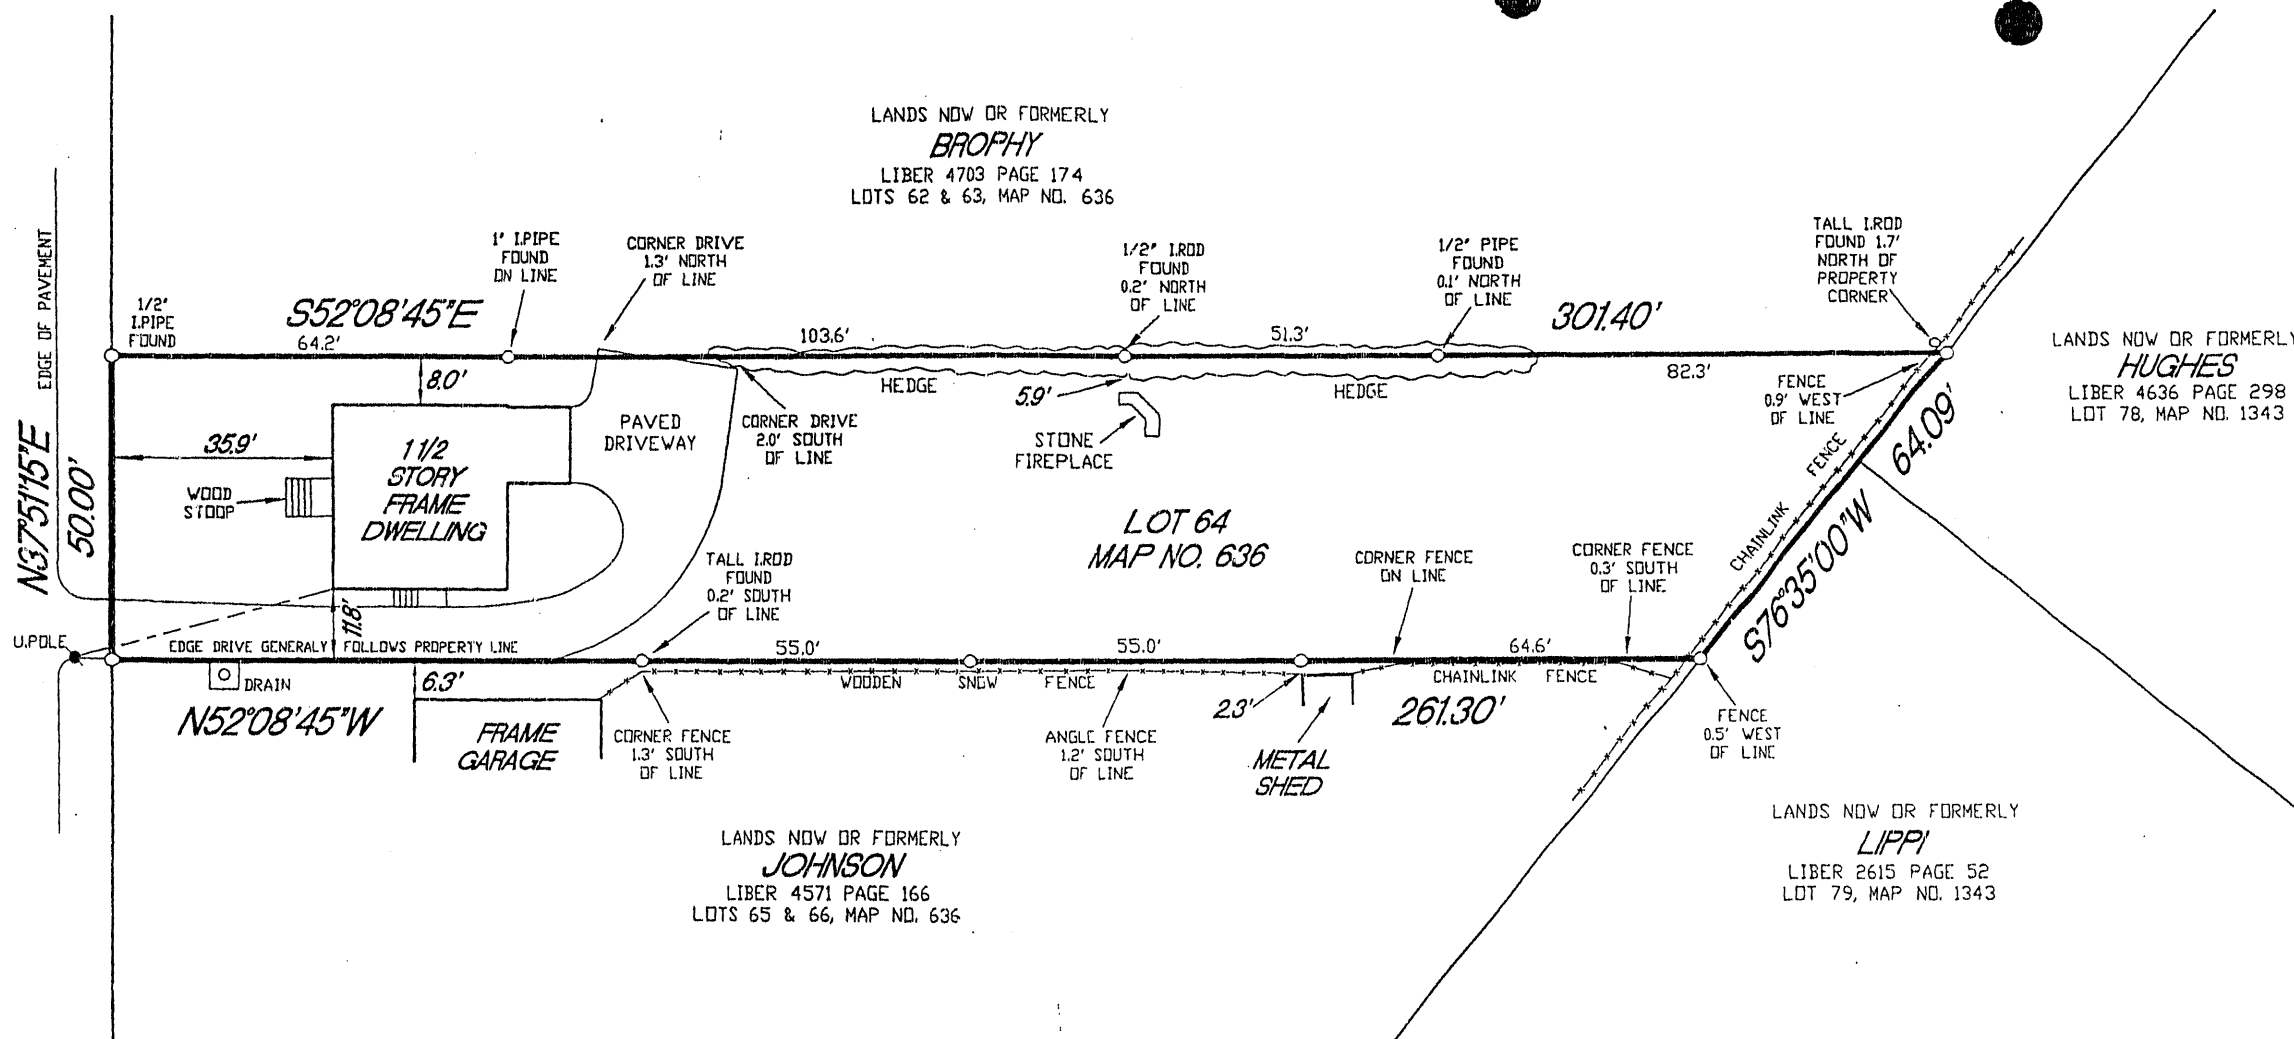 LANDS NOW OR FORMERLY
BROPHY
LIBER 4703 PAGE 174
LOTS 62 & 63, MAP NO. 636
EDGE OF PAVEMENT
1/2"
I.PIPE
FOUND
S52°08'45"E
64.2'
1" I.PIPE
FOUND
ON LINE
CORNER DRIVE
1.3' NORTH
OF LINE
103.6'
1/2" I.ROD
FOUND
0.2' NORTH
OF LINE
51.3'
1/2" PIPE
FOUND
0.1' NORTH
OF LINE
301.40'
TALL I.ROD
FOUND 1.7'
NORTH OF
PROPERTY
CORNER
LANDS NOW OR FORMERLY
HUGHES
LIBER 4636 PAGE 298
LOT 78, MAP NO. 1343
8.0'
HEDGE
5.9'
HEDGE
82.3'
FENCE
0.9' WEST
OF LINE
N37°51'15"E
50.00'
35.9'
WOOD
STOOP
1 1/2
STORY
FRAME
DWELLING
PAVED
DRIVEWAY
CORNER DRIVE
2.0' SOUTH
OF LINE
STONE
FIREPLACE
LOT 64
MAP NO. 636
CHAINLINK FENCE
64.09'
S76°35'00"W
TALL I.ROD
FOUND
0.2' SOUTH
OF LINE
CORNER FENCE
ON LINE
CORNER FENCE
0.3' SOUTH
OF LINE
11.8'
U.POLE
EDGE DRIVE GENERALY FOLLOWS PROPERTY LINE
55.0'
55.0'
64.6'
DRAIN
6.3'
WOODEN SNOW FENCE
CHAINLINK FENCE
N52°08'45"W
FRAME
GARAGE
CORNER FENCE
1.3' SOUTH
OF LINE
ANGLE FENCE
1.2' SOUTH
OF LINE
2.3'
METAL
SHED
261.30'
FENCE
0.5' WEST
OF LINE
LANDS NOW OR FORMERLY
JOHNSON
LIBER 4571 PAGE 166
LOTS 65 & 66, MAP NO. 636
LANDS NOW OR FORMERLY
LIPPI
LIBER 2615 PAGE 52
LOT 79, MAP NO. 1343